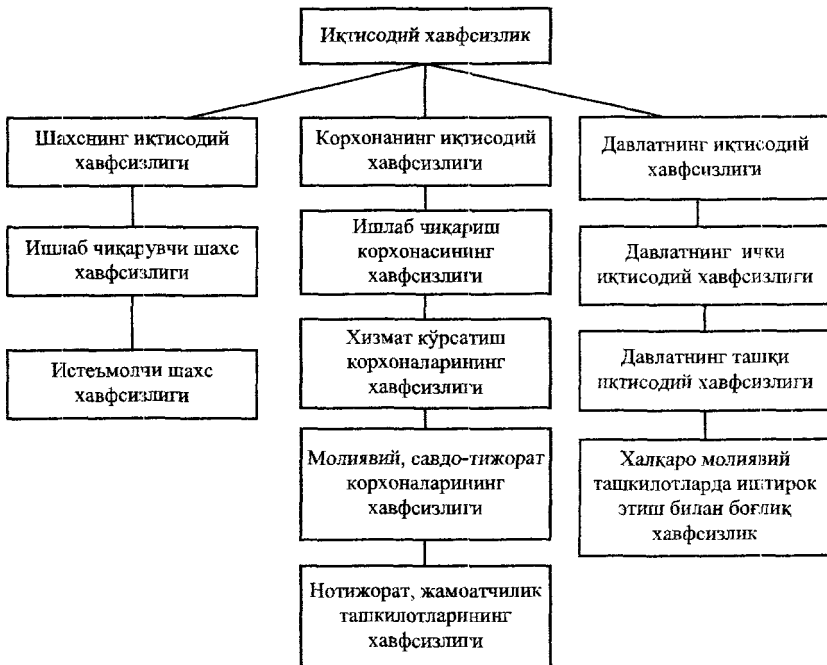 Иқтисодий хавфсизлик
Шахснинг иқтисодий
хавфсизлиги
Ишлаб чиқарувчи шахс
хавфсизлиги
Истеъмолчи шахс
хавфсизлиги
Корхонанинг иқтисодий
хавфсизлиги
Ишлаб чиқариш
корхонасининг
хавфсизлиги
Хизмат кўрсатиш
корхоналарининг
хавфсизлиги
Молиявий, савдо-тижорат
корхоналарининг
хавфсизлиги
Нотижорат, жамоатчилик
ташкилотларининг
хавфсизлиги
Давлатнинг иқтисодий
хавфсизлиги
Давлатнинг ички
иқтисодий хавфсизлиги
Давлатнинг ташқи
иқтисодий хавфсизлиги
Халқаро молиявий
ташкилотларда иштирок
этиш билан боғлиқ
хавфсизлик